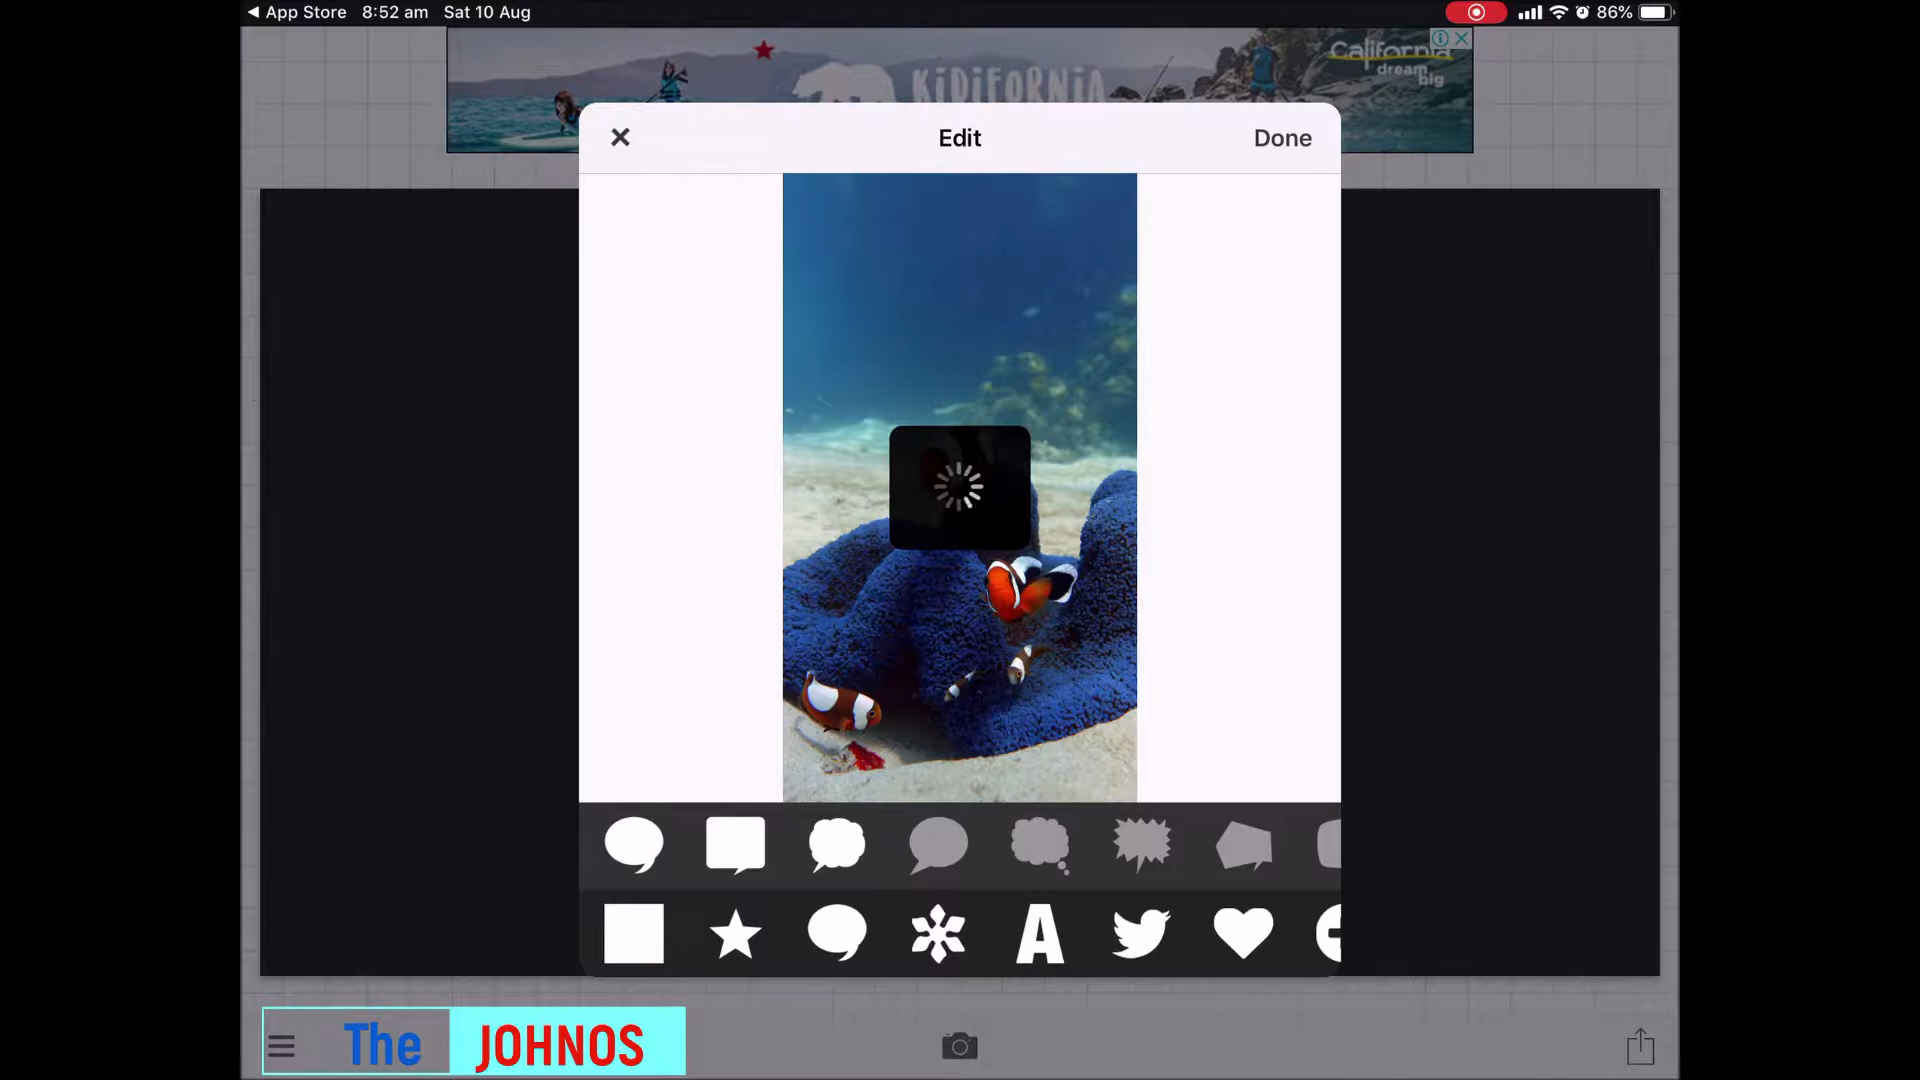 App Store 8:52 am Sat 10 Aug 86%
California
dream
big
KiDiFORNiA
Edit
Done
A
The JOHNOS